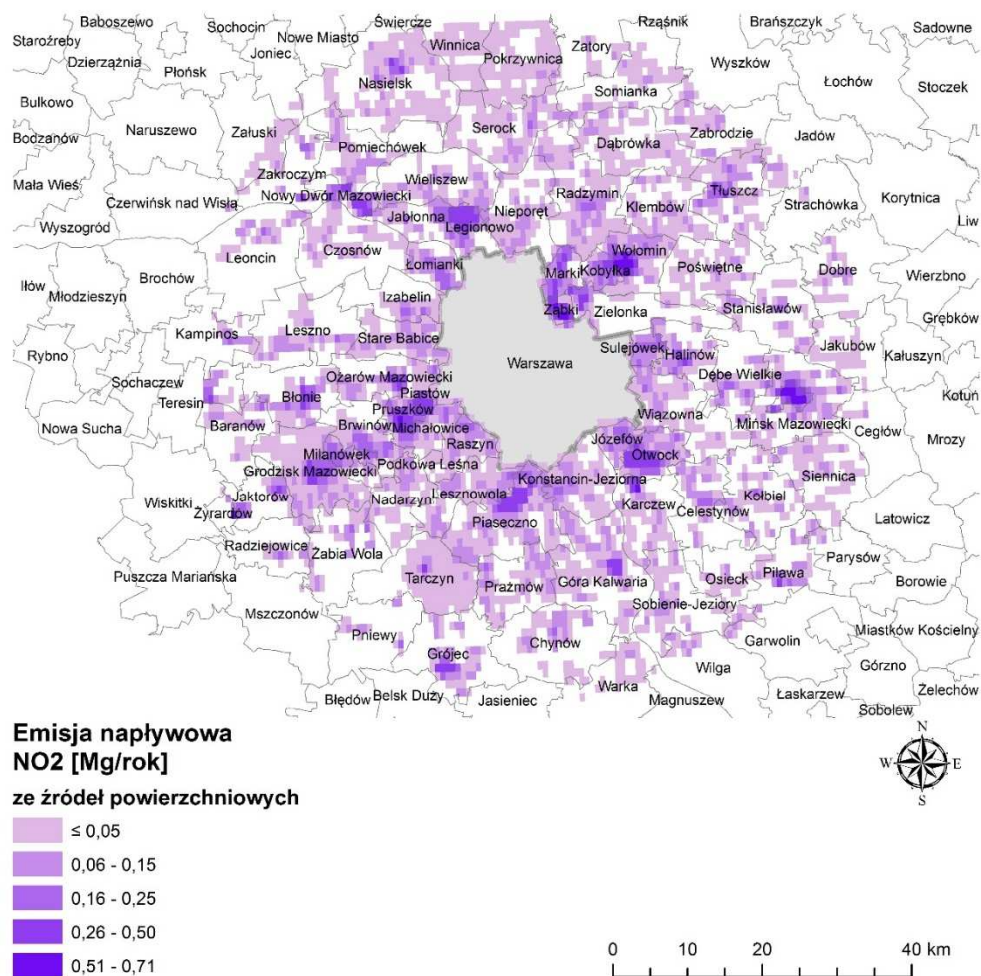 Baboszewo
Sochocin
Świercze
Rząśnik
Brańszczyk
Sadowne
Staroźreby
Nowe Miasto
Joniec
Winnica
Zatory
Dzierzążnia
Płońsk
Pokrzywnica
Wyszków
Łochów
Nasielsk
Somianka
Stoczek
Bulkowo
Naruszewo
Załuski
Serock
Zabrodzie
Jadów
Bodzanów
Pomiechówek
Dąbrówka
Mała Wieś
Zakroczym
Wieliszew
Radzymin
Tłuszcz
Czerwińsk nad Wisłą
Nowy Dwór Mazowiecki
Klembów
Strachówka
Korytnica
Wyszogród
Jabłonna
Nieporęt
Legionowo
Liw
Leoncin
Czosnów
Wołomin
Łomianki
Marki
Kobyłka
Poświętne
Dobre
Wierzbno
Iłów
Brochów
Młodzieszyn
Izabelin
Ząbki
Zielonka
Stanisławów
Grębków
Kampinos
Leszno
Stare Babice
Sulejówek
Jakubów
Rybno
Warszawa
Halinów
Kałuszyn
Sochaczew
Ożarów Mazowiecki
Dębe Wielkie
Teresin
Błonie
Piastów
Kotuń
Pruszków
Wiązowna
Nowa Sucha
Baranów
Brwinów
Michałowice
Mińsk Mazowiecki
Cegłów
Mrozy
Raszyn
Józefów
Milanówek
Otwock
Grodzisk Mazowiecki
Podkowa Leśna
Konstancin-Jeziorna
Siennica
Jaktorów
Nadarzyn
Lesznowola
Karczew
Kołbiel
Wiskitki
Żyrardów
Celestynów
Latowicz
Piaseczno
Radziejowice
Żabia Wola
Parysów
Puszcza Mariańska
Tarczyn
Prażmów
Góra Kalwaria
Osieck
Pilawa
Borowie
Mszczonów
Sobienie-Jeziory
Pniewy
Chynów
Garwolin
Miastków Kościelny
Grójec
Wilga
Górzno
Błędów
Belsk Duży
Jasieniec
Warka
Magnuszew
Łaskarzew
Żelechów
Sobolew
Emisja napływowa
NO2 [Mg/rok]
ze źródeł powierzchniowych
≤ 0,05
0,06 - 0,15
0,16 - 0,25
0,26 - 0,50
0,51 - 0,71
N
W E
S
0 10 20 40 km